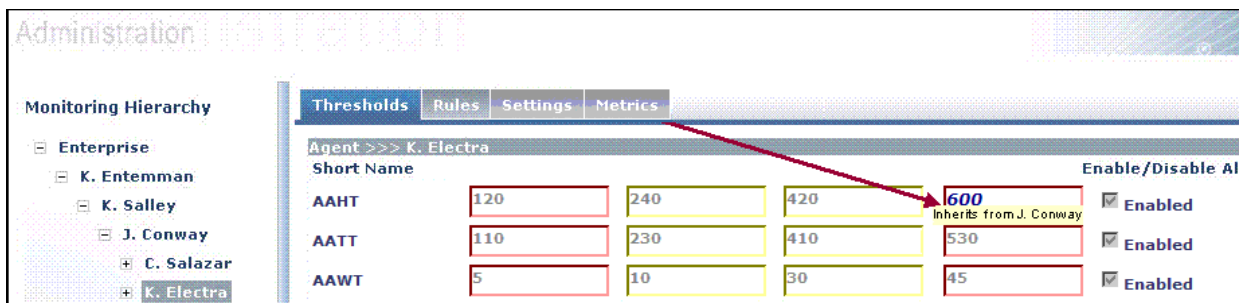 Administration
Monitoring Hierarchy
Enterprise
K. Entemman
K. Salley
J. Conway
C. Salazar
K. Electra
Thresholds Rules Settings Metrics
Agent >>> K. Electra
Short Name Enable/Disable Al
AAHT 120 240 420 600 Enabled
Inherits from J. Conway
AATT 110 230 410 530 Enabled
AAWT 5 10 30 45 Enabled